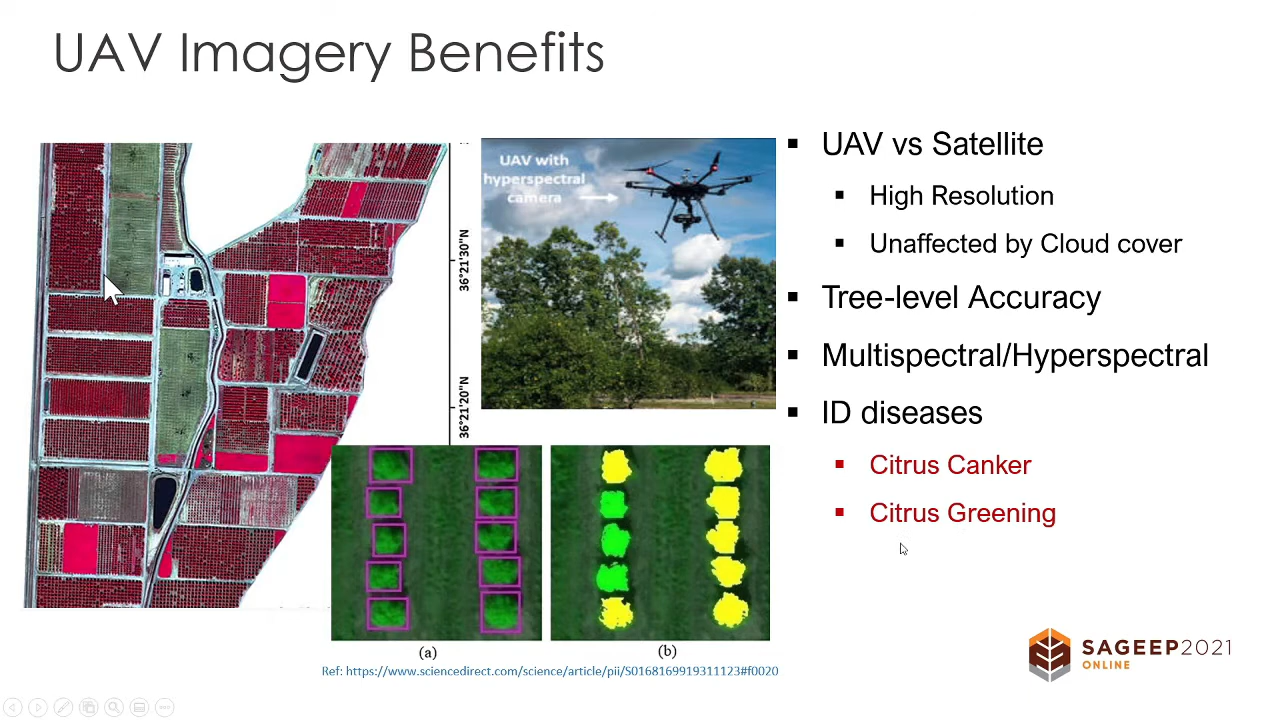 UAV Imagery Benefits
UAV with
hyperspectral
camera
36°21'30"N
36°21'20"N
(a)
(b)
Ref: https://www.sciencedirect.com/science/article/pii/S0168169919311123#f0020
▪ UAV vs Satellite
▪ High Resolution
▪ Unaffected by Cloud cover
▪ Tree-level Accuracy
▪ Multispectral/Hyperspectral
▪ ID diseases
▪ Citrus Canker
▪ Citrus Greening
SAGEEP2021
ONLINE